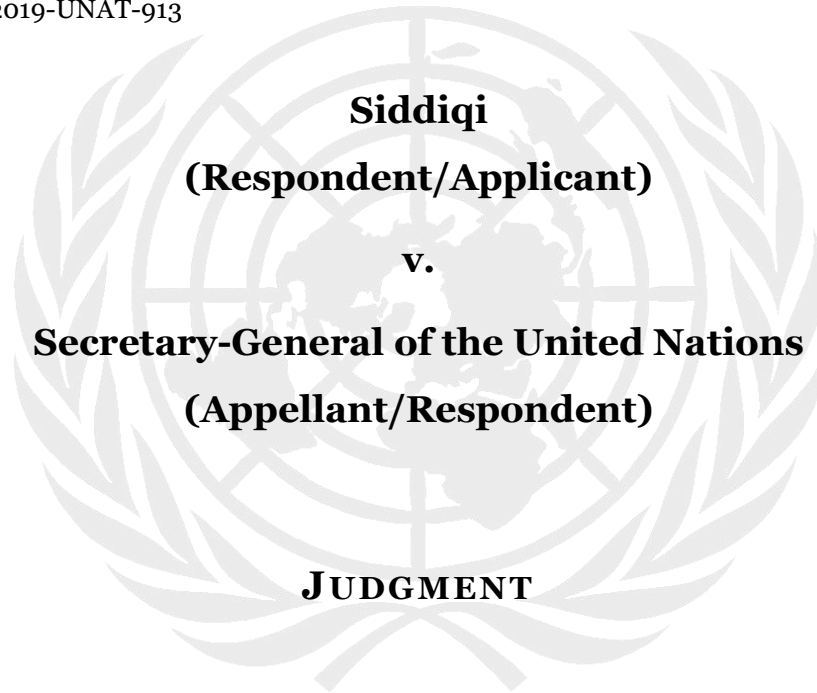 2019-UNAT-913
Siddiqi
(Respondent/Applicant)
v.
Secretary-General of the United Nations
(Appellant/Respondent)
JUDGMENT